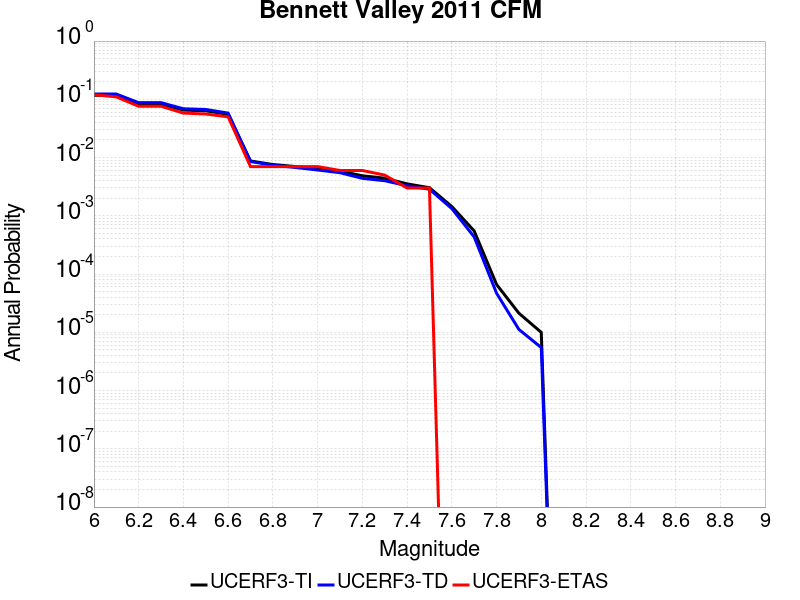 Bennett Valley 2011 CFM
10^0
10^-1
10^-2
10^-3
10^-4
10^-5
10^-6
10^-7
10^-8
Annual Probability
6 6.2 6.4 6.6 6.8 7 7.2 7.4 7.6 7.8 8 8.2 8.4 8.6 8.8 9
Magnitude
UCERF3-TI UCERF3-TD UCERF3-ETAS